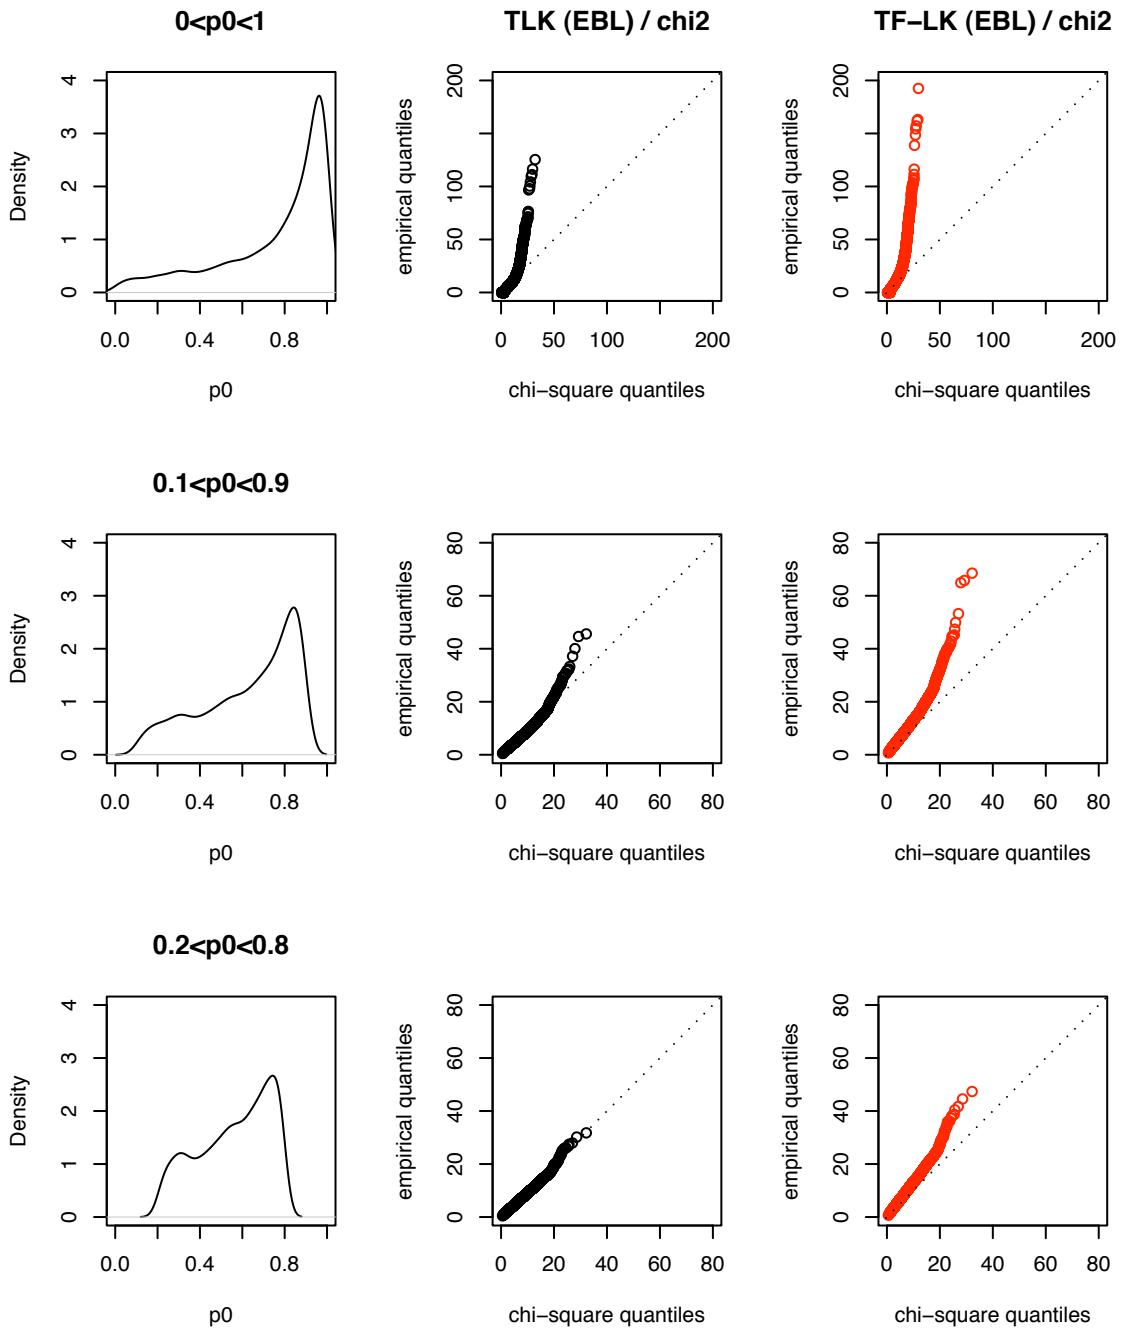 0<p0<1
TLK (EBL) / chi2
TF−LK (EBL) / chi2
Density
0 1 2 3 4
0.0 0.4 0.8
p0
empirical quantiles
0 50 100 200
0 50 100 200
chi−square quantiles
empirical quantiles
0 50 100 200
0 50 100 200
chi−square quantiles
0.1<p0<0.9
Density
0 1 2 3 4
0.0 0.4 0.8
p0
empirical quantiles
0 20 40 60 80
0 20 40 60 80
chi−square quantiles
empirical quantiles
0 20 40 60 80
0 20 40 60 80
chi−square quantiles
0.2<p0<0.8
Density
0 1 2 3 4
0.0 0.4 0.8
p0
empirical quantiles
0 20 40 60 80
0 20 40 60 80
chi−square quantiles
empirical quantiles
0 20 40 60 80
0 20 40 60 80
chi−square quantiles